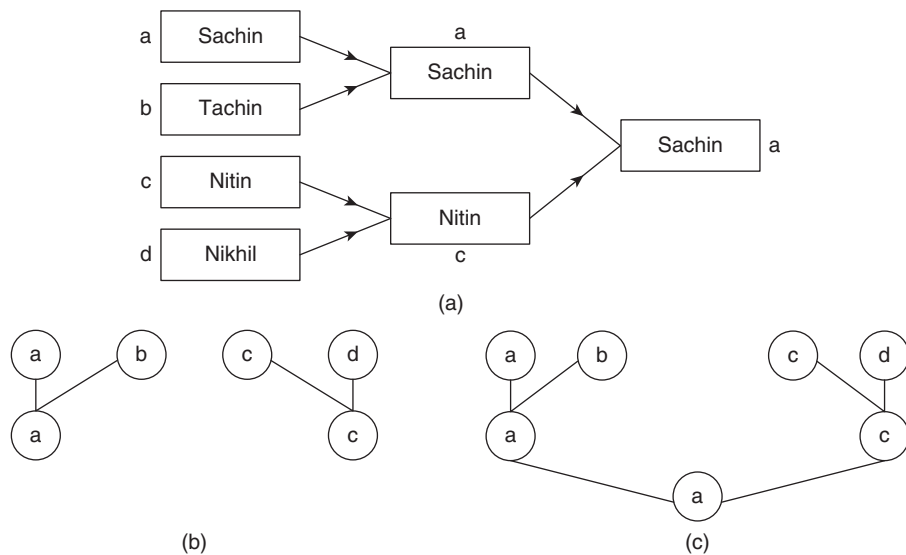 a Sachin
a
Sachin
b Tachin
Sachin a
c Nitin
Nitin
c
d Nikhil
(a)
a b c d
a c
(b)
a b c d
a c
a
(c)